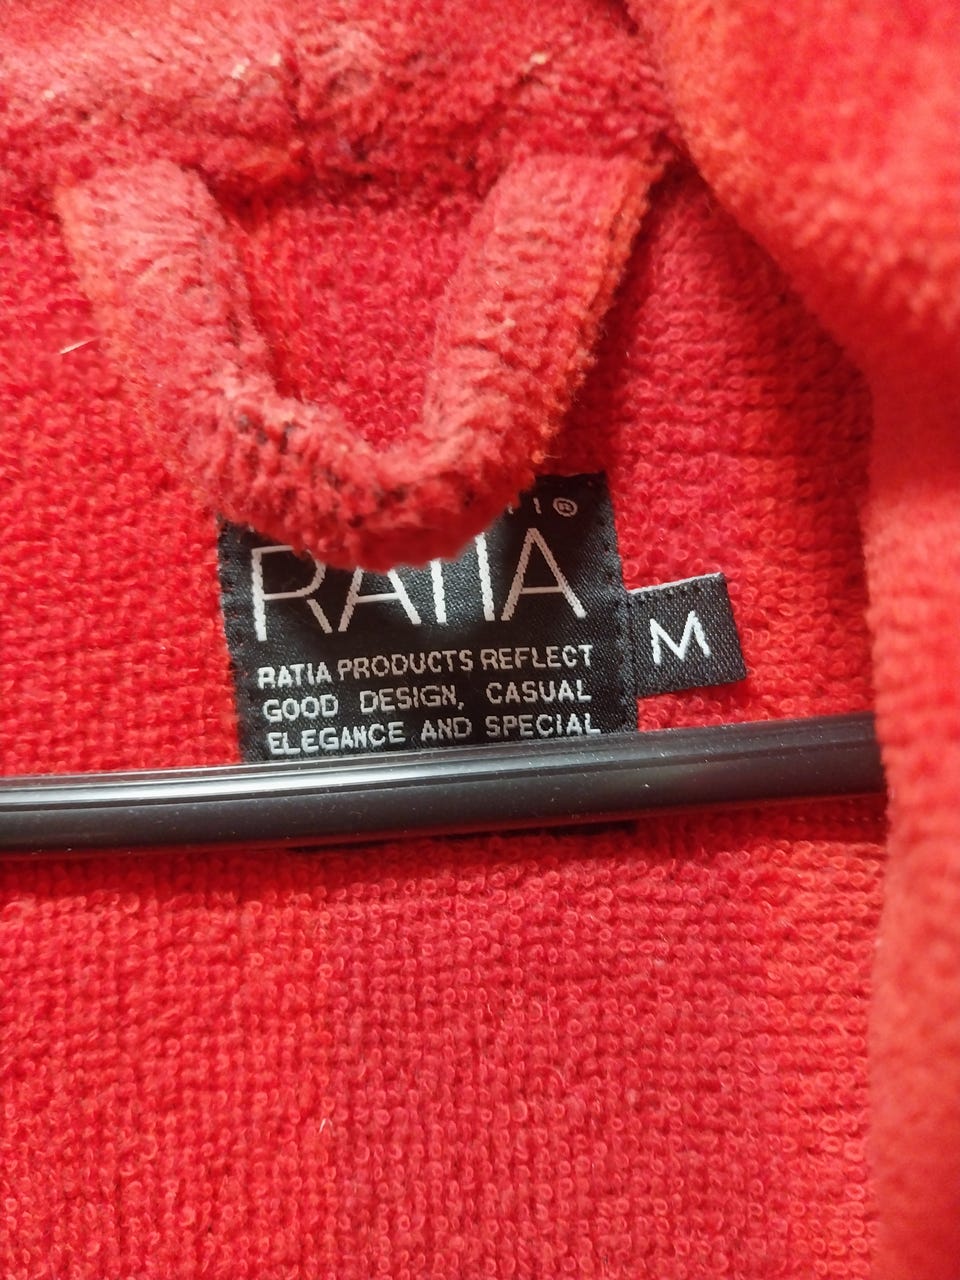 RATIA
M
RATIA PRODUCTS REFLECT
GOOD DESIGN, CASUAL
ELEGANCE AND SPECIAL